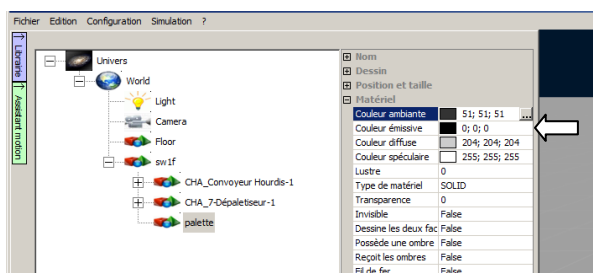 Fichier Edition Configuration Simulation ?
Librairie
Assistant motion
Univers
World
Light
Camera
Floor
sw1f
CHA_Convoyeur Hourdis-1
CHA_7-Dépaletiseur-1
palette
Nom
Dessin
Position et taille
Matériel
Couleur ambiante 51; 51; 51 ...
Couleur émissive 0; 0; 0
Couleur diffuse 204; 204; 204
Couleur spéculaire 255; 255; 255
Lustre 0
Type de matériel SOLID
Transparence 0
Invisible False
Dessine les deux fac False
Possède une ombre False
Reçoit les ombres False
Fil de fer False